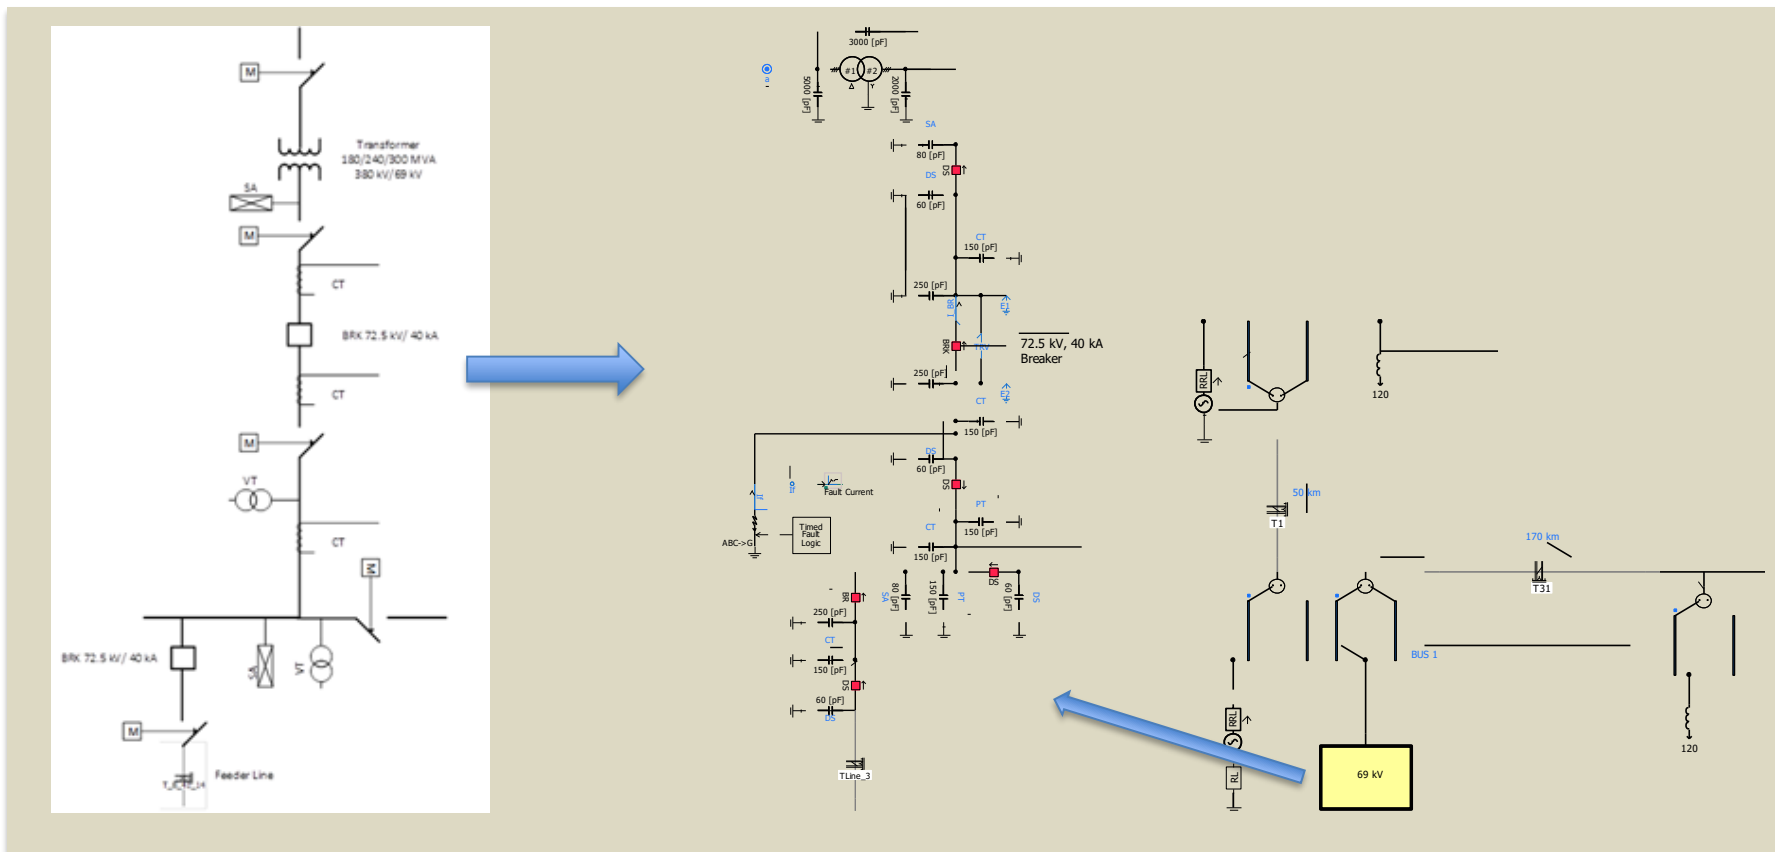 M
Transformer
180/240/300 MVA
380 kV/69 kV
SA
M
CT
BRK 72.5 kV/ 40 kA
CT
M
VT
CT
M
BRK 72.5 kV/ 40 kA
SA
VT
M
Feeder Line
3000 [pF]
a
5000 [pF]
#1
#2
Y
2000 [pF]
SA
80 [pF]
DS
DS
60 [pF]
CT
150 [pF]
250 [pF]
BR
1
E1
BRK
TRV
72.5 kV, 40 kA
Breaker
250 [pF]
E2
CT
150 [pF]
DS
60 [pF]
DS
If
Fault Current
Timed
Fault
Logic
ABC->G
PT
150 [pF]
CT
150 [pF]
DS
80 [pF]
SA
150 [pF]
PT
60 [pF]
DS
BR
250 [pF]
CT
150 [pF]
DS
60 [pF]
DS
TLine_3
RRL
120
50 km
T1
170 km
T31
BUS 1
RRL
RL
69 kV
120